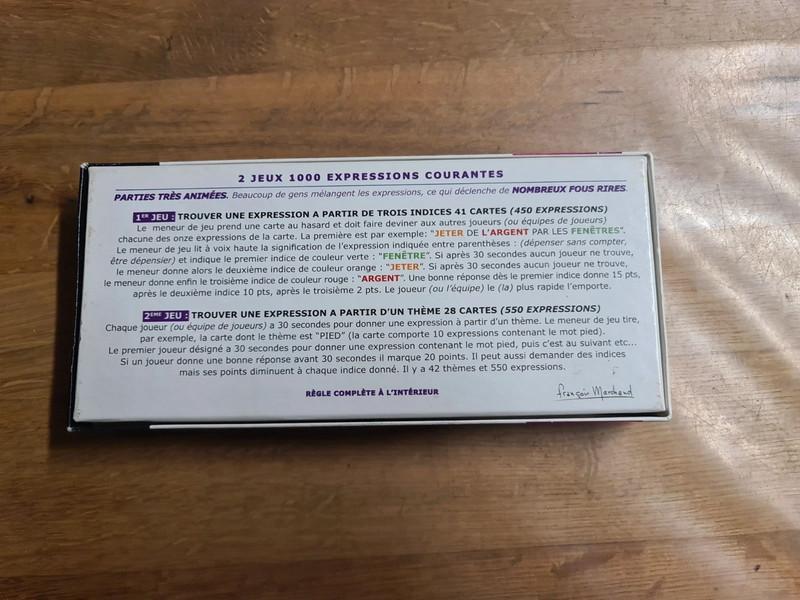 2 JEUX 1000 EXPRESSIONS COURANTES
PARTIES TRÈS ANIMÉES. Beaucoup de gens mélangent les expressions, ce qui déclenche de NOMBREUX FOUS RIRES.
1ER JEU : TROUVER UNE EXPRESSION A PARTIR DE TROIS INDICES 41 CARTES (450 EXPRESSIONS)
Le meneur de jeu prend une carte au hasard et doit faire deviner aux autres joueurs (ou équipes de joueurs)
chacune des onze expressions de la carte. La première est par exemple: "JETER DE L'ARGENT PAR LES FENÊTRES".
Le meneur de jeu lit à voix haute la signification de l'expression indiquée entre parenthèses : (dépenser sans compter,
être dépensier) et indique le premier indice de couleur verte : "FENÊTRE". Si après 30 secondes aucun joueur ne trouve,
le meneur donne alors le deuxième indice de couleur orange : "JETER". Si après 30 secondes aucun joueur ne trouve,
le meneur donne enfin le troisième indice de couleur rouge : "ARGENT". Une bonne réponse dès le premier indice donne 15 pts,
après le deuxième indice 10 pts, après le troisième 2 pts. Le joueur (ou l'équipe) le (la) plus rapide l'emporte.
2EME JEU : TROUVER UNE EXPRESSION A PARTIR D'UN THÈME 28 CARTES (550 EXPRESSIONS)
Chaque joueur (ou équipe de joueurs) a 30 secondes pour donner une expression à partir d'un thème. Le meneur de jeu tire,
par exemple, la carte dont le thème est "PIED" (la carte comporte 10 expressions contenant le mot pied).
Le premier joueur désigné a 30 secondes pour donner une expression contenant le mot pied, puis c'est au suivant etc...
Si un joueur donne une bonne réponse avant 30 secondes il marque 20 points. Il peut aussi demander des indices
mais ses points diminuent à chaque indice donné. Il y a 42 thèmes et 550 expressions.
RÈGLE COMPLÈTE À L'INTÉRIEUR
françois Marchand